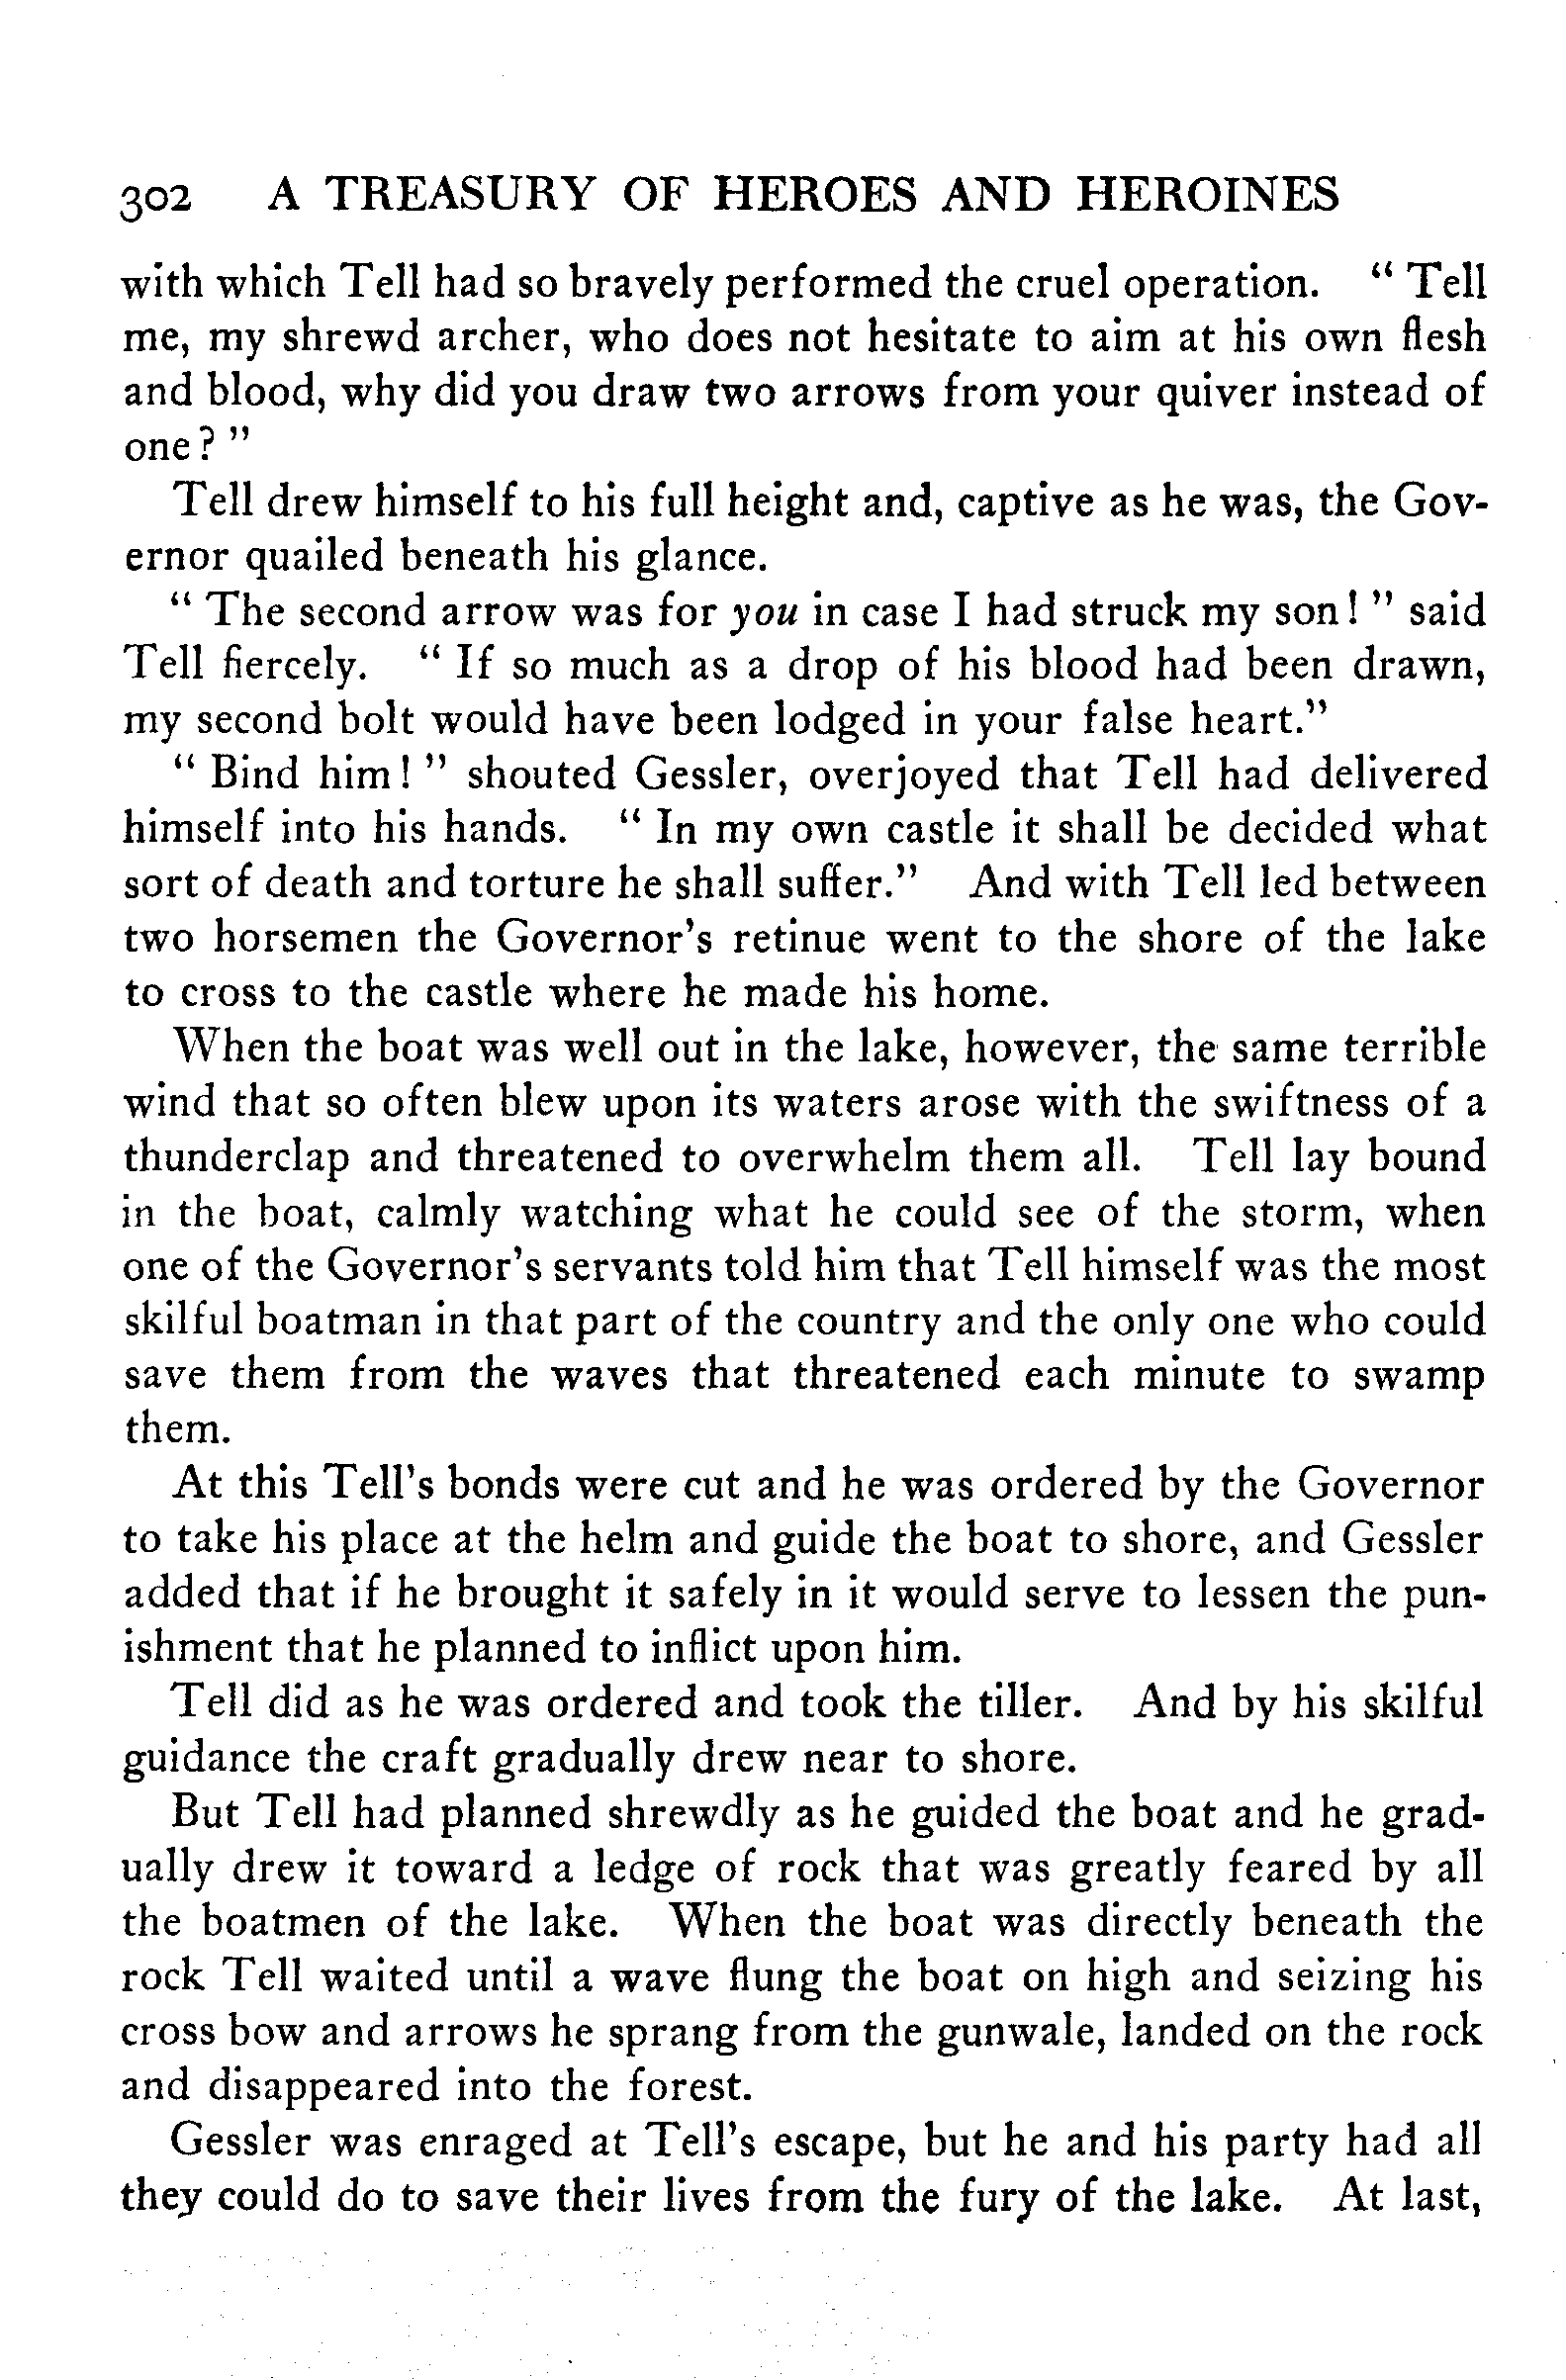 302 A TREASURY OF HEROES AND HEROINES
with which Tell had so bravely performed the cruel operation. “ Tell
me, my shrewd archer, who does not hesitate to aim at his own flesh
and blood, why did you draw two arrows from your quiver instead of
one? ”
Tell drew himself to his full height and, captive as he was, the Gov-
ernor quailed beneath his glance.
“ The second arrow was for you in case I had struck my son! ” said
Tell fiercely. “ If so much as a drop of his blood had been drawn,
my second bolt would have been lodged in your false heart.”
“ Bind him! ” shouted Gessler, overjoyed that Tell had delivered
himself into his hands. “ In my own castle it shall be decided what
sort of death and torture he shall suffer.” And with Tell led between
two horsemen the Governor’s retinue went to the shore of the lake
to cross to the castle where he made his home.
When the boat was well out in the lake, however, the same terrible
wind that so often blew upon its waters arose with the swiftness of a
thunderclap and threatened to overwhelm them all. Tell lay bound
in the boat, calmly watching what he could see of the storm, when
one of the Governor’s servants told him that Tell himself was the most
skilful boatman in that part of the country and the only one who could
save them from the waves that threatened each minute to swamp
them.
At this Tell’s bonds were cut and he was ordered by the Governor
to take his place at the helm and guide the boat to shore, and Gessler
added that if he brought it safely in it would serve to lessen the pun-
ishment that he planned to inflict upon him.
Tell did as he was ordered and took the tiller. And by his skilful
guidance the craft gradually drew near to shore.
But Tell had planned shrewdly as he guided the boat and he grad-
ually drew it toward a ledge of rock that was greatly feared by all
the boatmen of the lake. When the boat was directly beneath the
rock Tell waited until a wave flung the boat on high and seizing his
cross bow and arrows he sprang from the gunwale, landed on the rock
and disappeared into the forest.
Gessler was enraged at Tell’s escape, but he and his party had all
they could do to save their lives from the fury of the lake. At last,